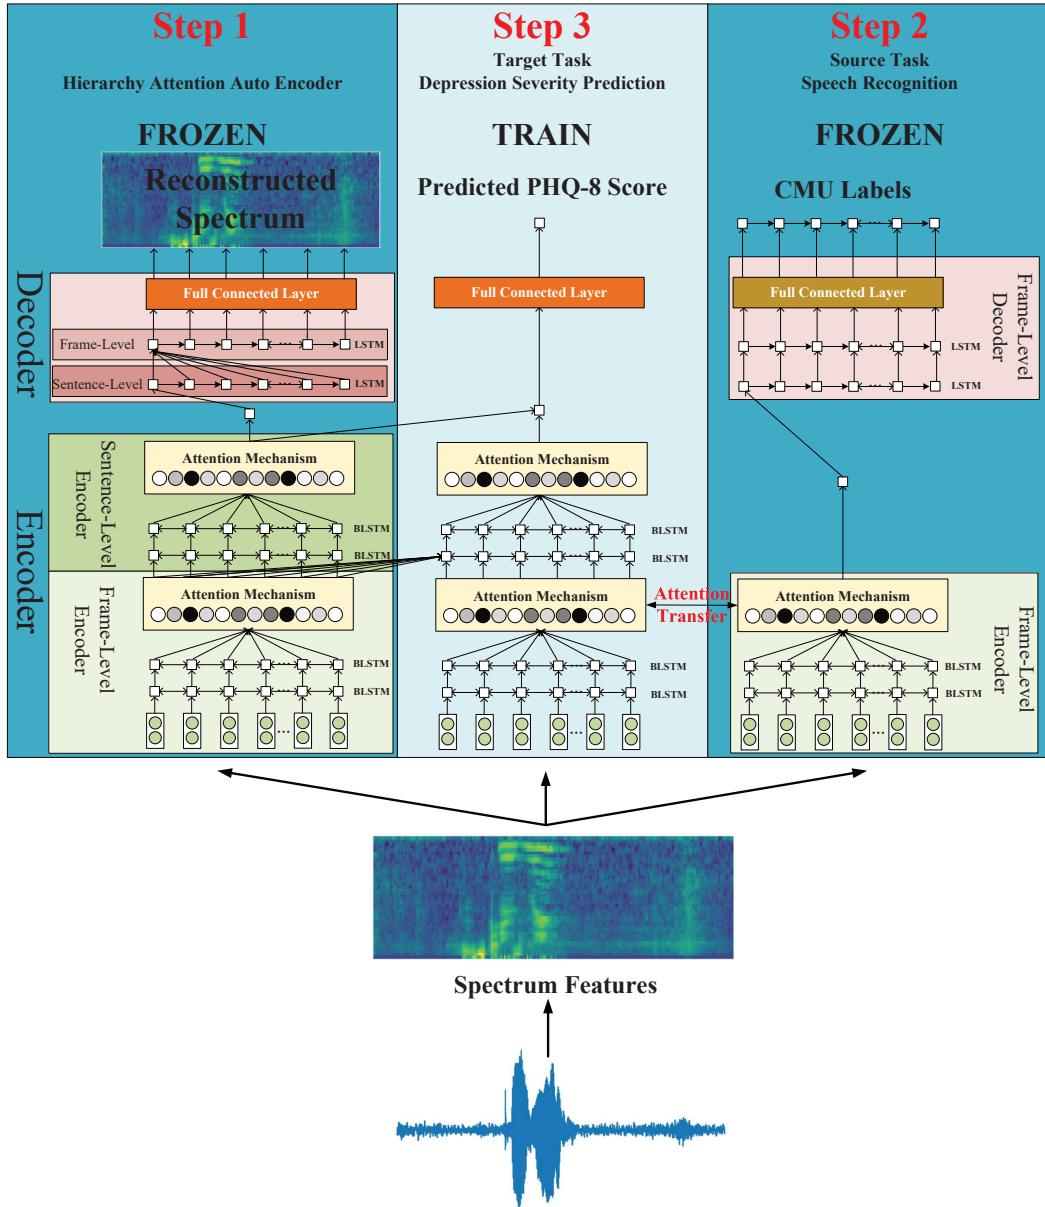 Step 1
Hierarchy Attention Auto Encoder
FROZEN
Reconstructed
Spectrum
Decoder
Full Connected Layer
Frame-Level
LSTM
Sentence-Level
LSTM
Encoder
Sentence-Level
Encoder
Attention Mechanism
...
BLSTM
...
BLSTM
Frame-Level
Encoder
Attention Mechanism
...
BLSTM
...
BLSTM
...
Step 3
Target Task
Depression Severity Prediction
TRAIN
Predicted PHQ-8 Score
Full Connected Layer
Attention Mechanism
...
BLSTM
...
BLSTM
Attention Mechanism
Attention
Transfer
...
BLSTM
...
BLSTM
...
Step 2
Source Task
Speech Recognition
FROZEN
CMU Labels
...
Full Connected Layer
Frame-Level
Decoder
...
LSTM
...
LSTM
Attention Mechanism
Frame-Level
Encoder
...
BLSTM
...
BLSTM
...
Spectrum Features